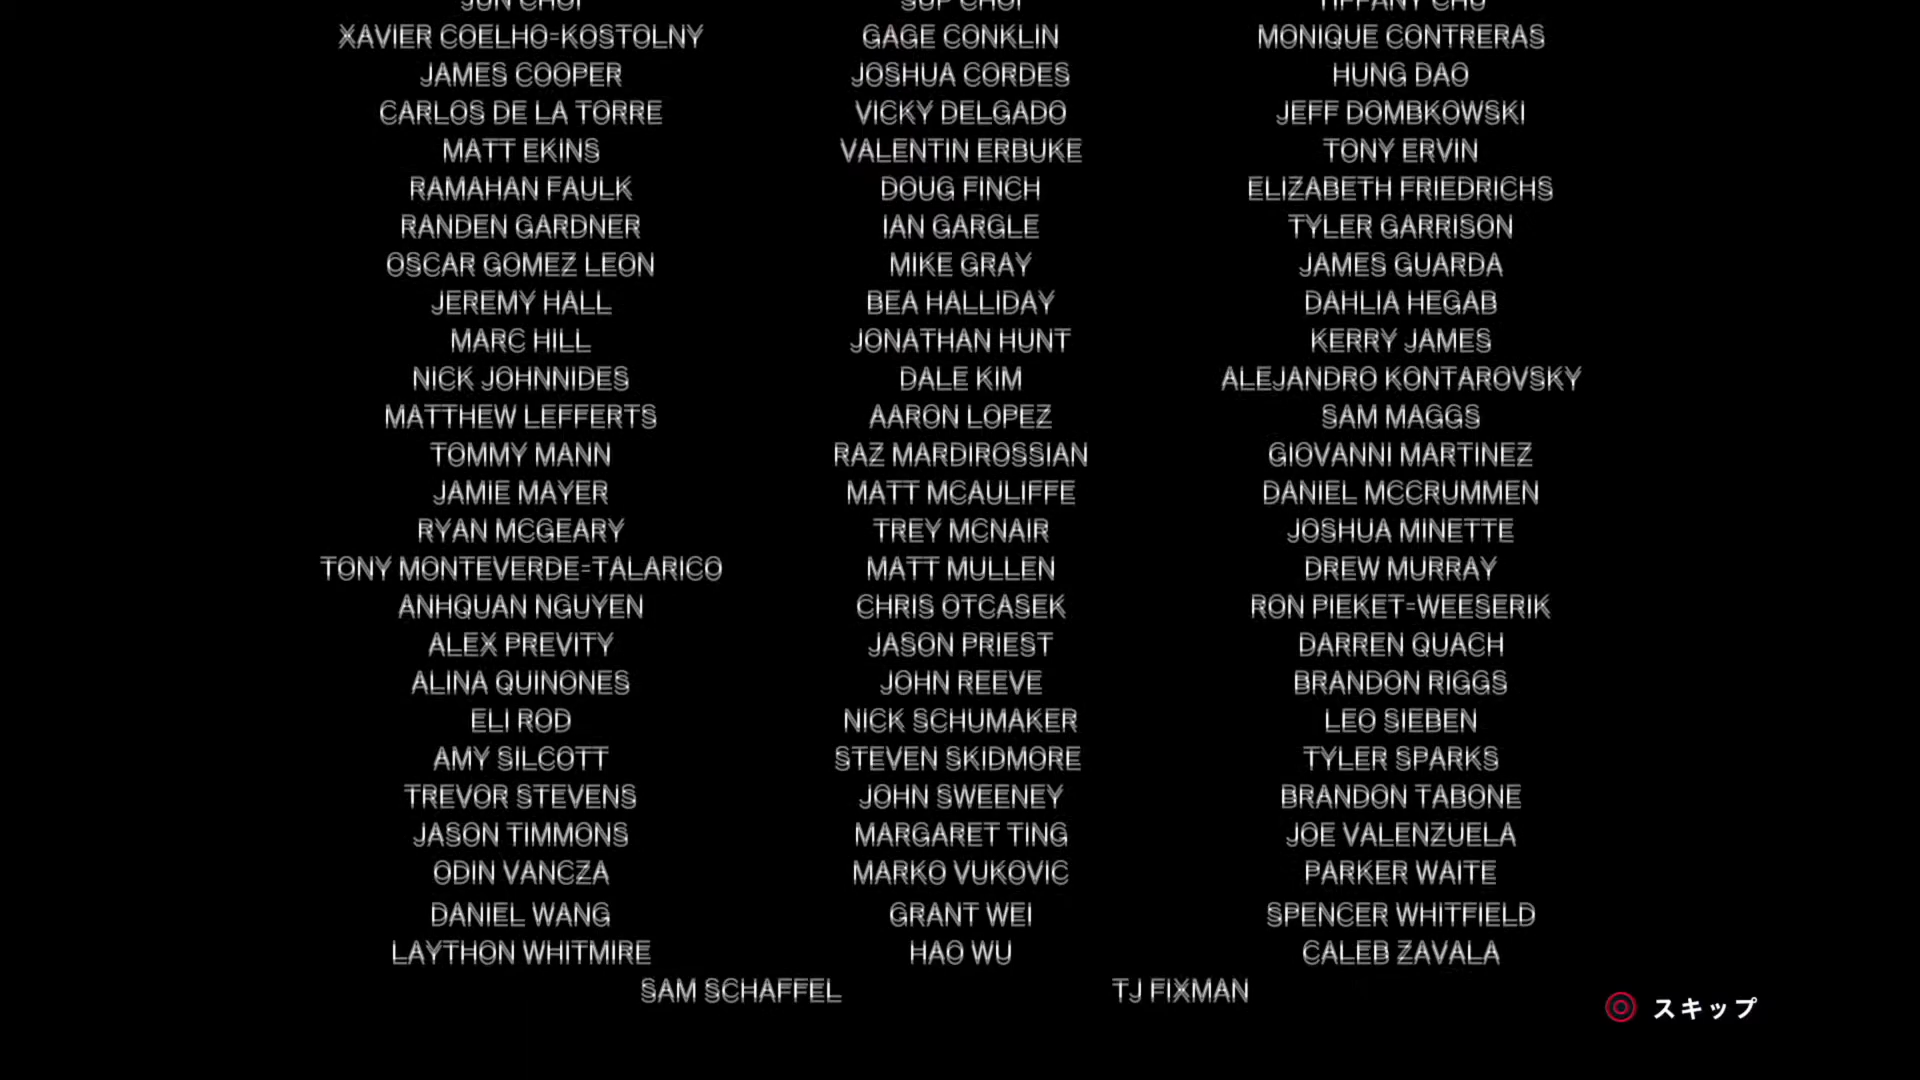 JUN CHOI SUP CHOI TIFFANY CHU
XAVIER COELHO-KOSTOLNY GAGE CONKLIN MONIQUE CONTRERAS
JAMES COOPER JOSHUA CORDES HUNG DAO
CARLOS DE LA TORRE VICKY DELGADO JEFF DOMBKOWSKI
MATT EKINS VALENTIN ERBUKE TONY ERVIN
RAMAHAN FAULK DOUG FINCH ELIZABETH FRIEDRICHS
RANDEN GARDNER IAN GARGLE TYLER GARRISON
OSCAR GOMEZ LEON MIKE GRAY JAMES GUARDA
JEREMY HALL BEA HALLIDAY DAHLIA HEGAB
MARC HILL JONATHAN HUNT KERRY JAMES
NICK JOHNNIDES DALE KIM ALEJANDRO KONTAROVSKY
MATTHEW LEFFERTS AARON LOPEZ SAM MAGGS
TOMMY MANN RAZ MARDIROSSIAN GIOVANNI MARTINEZ
JAMIE MAYER MATT MCAULIFFE DANIEL MCCRUMMEN
RYAN MCGEARY TREY MCNAIR JOSHUA MINETTE
TONY MONTEVERDE-TALARICO MATT MULLEN DREW MURRAY
ANHQUAN NGUYEN CHRIS OTCASEK RON PIEKET-WEESERIK
ALEX PREVITY JASON PRIEST DARREN QUACH
ALINA QUINONES JOHN REEVE BRANDON RIGGS
ELI ROD NICK SCHUMAKER LEO SIEBEN
AMY SILCOTT STEVEN SKIDMORE TYLER SPARKS
TREVOR STEVENS JOHN SWEENEY BRANDON TABONE
JASON TIMMONS MARGARET TING JOE VALENZUELA
ODIN VANCZA MARKO VUKOVIC PARKER WAITE
DANIEL WANG GRANT WEI SPENCER WHITFIELD
LAYTHON WHITMIRE HAO WU CALEB ZAVALA
SAM SCHAFFEL TJ FIXMAN
スキップ